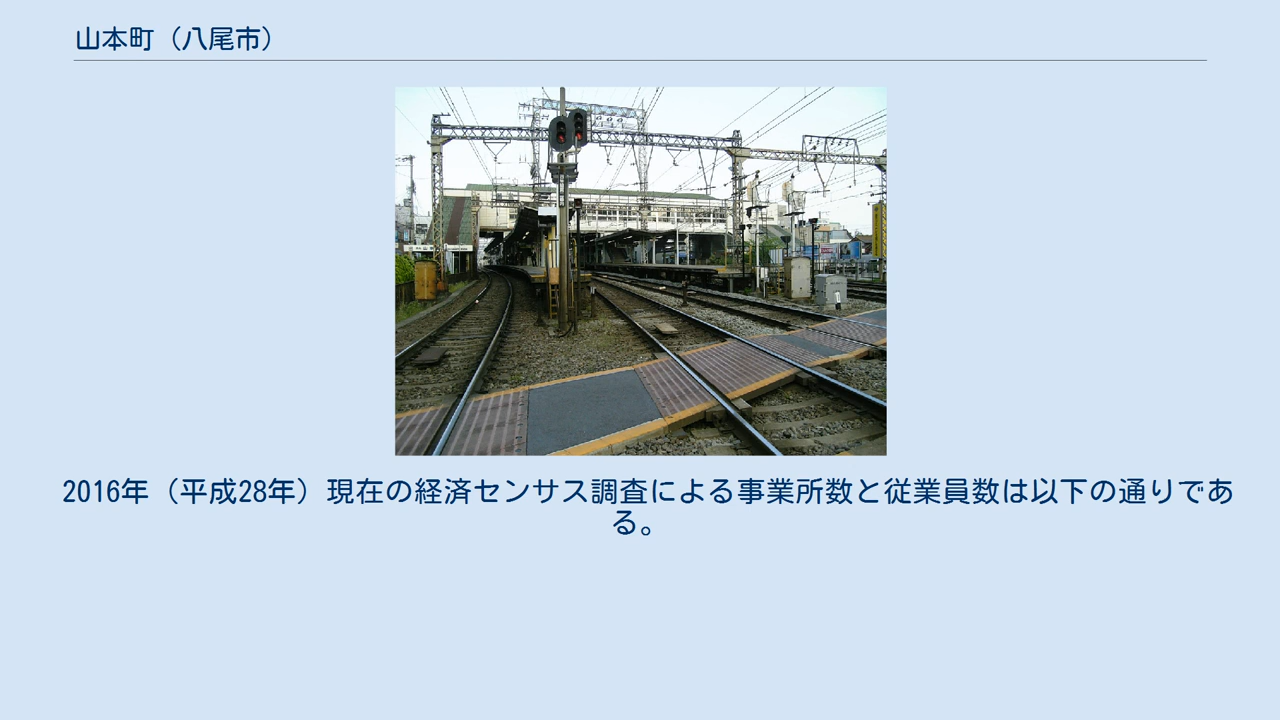 山本町（八尾市）
2016年（平成28年）現在の経済センサス調査による事業所数と従業員数は以下の通りであ
る。